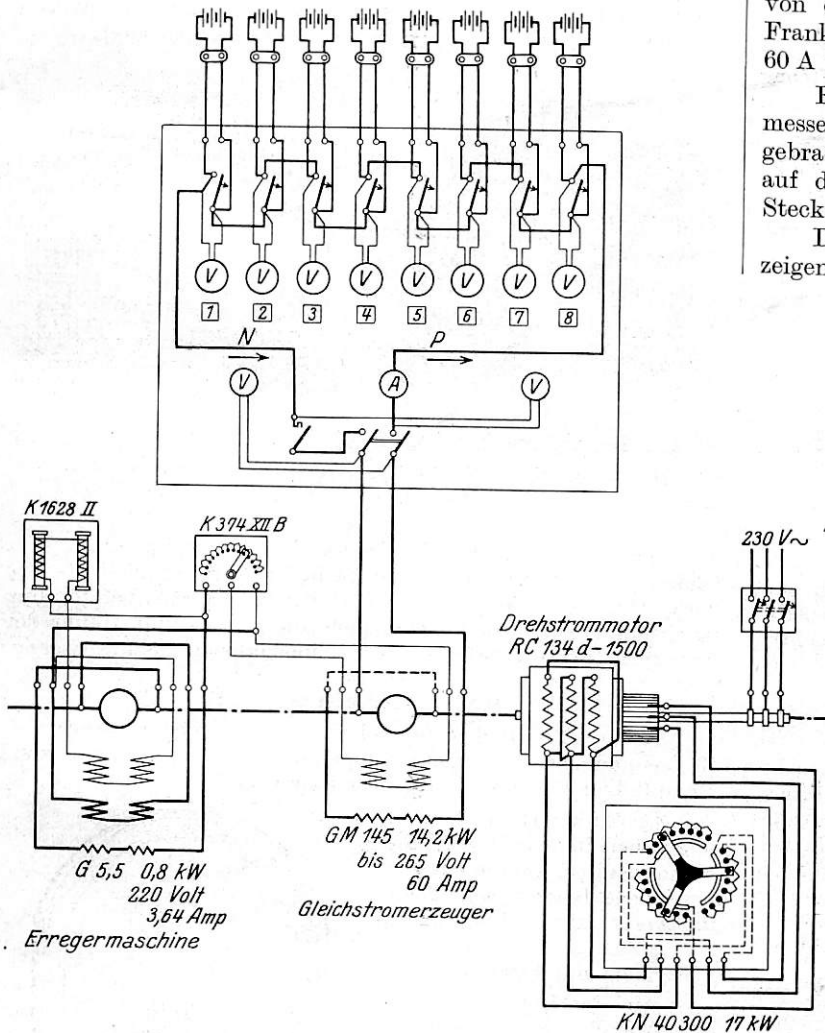 von
Frank
60 A
messe
gebra
auf d
Steck
zeigen
V V V V V V V V
1 2 3 4 5 6 7 8
N P
V A V
K 1628 II
K 374 XII B
230 V~
Drehstrommotor
RC 134 d-1500
G 5,5 0,8 kW
220 Volt
3,64 Amp
Erregermaschine
GM 145 14,2 kW
bis 265 Volt
60 Amp
Gleichstromerzeuger
KN 40300 17 kW